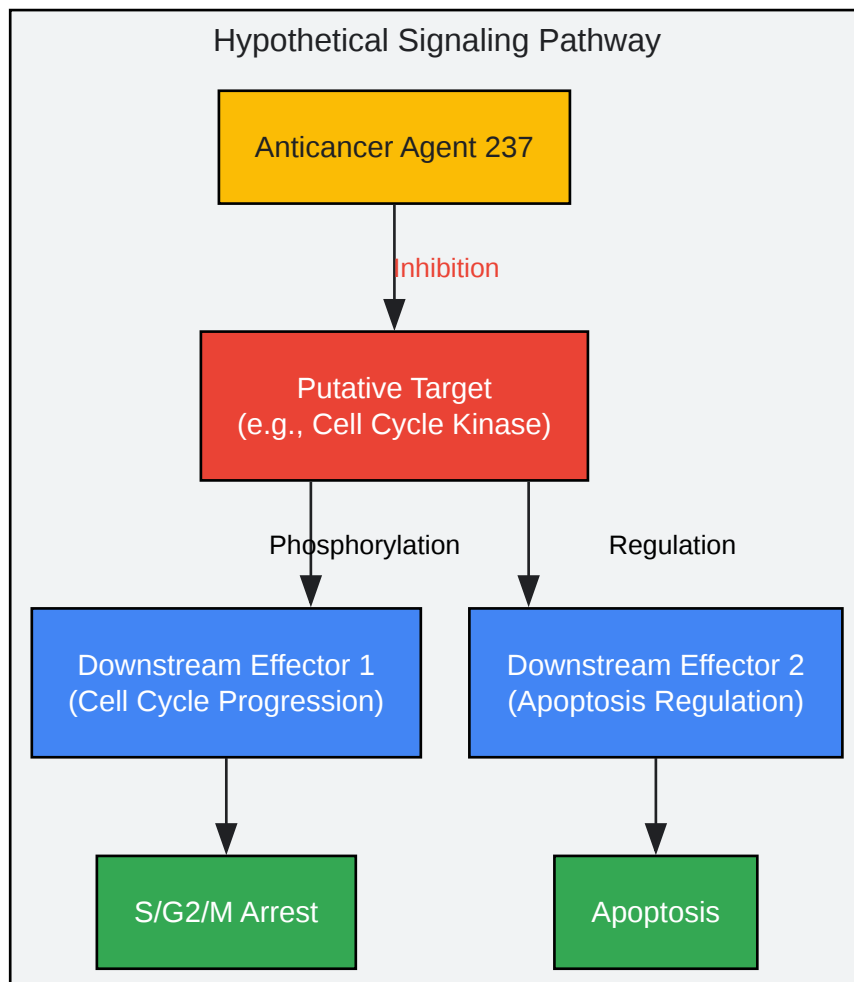 Hypothetical Signaling Pathway
Anticancer Agent 237
Inhibition
Putative Target
(e.g., Cell Cycle Kinase)
Phosphorylation
Regulation
Downstream Effector 1
(Cell Cycle Progression)
Downstream Effector 2
(Apoptosis Regulation)
S/G2/M Arrest
Apoptosis